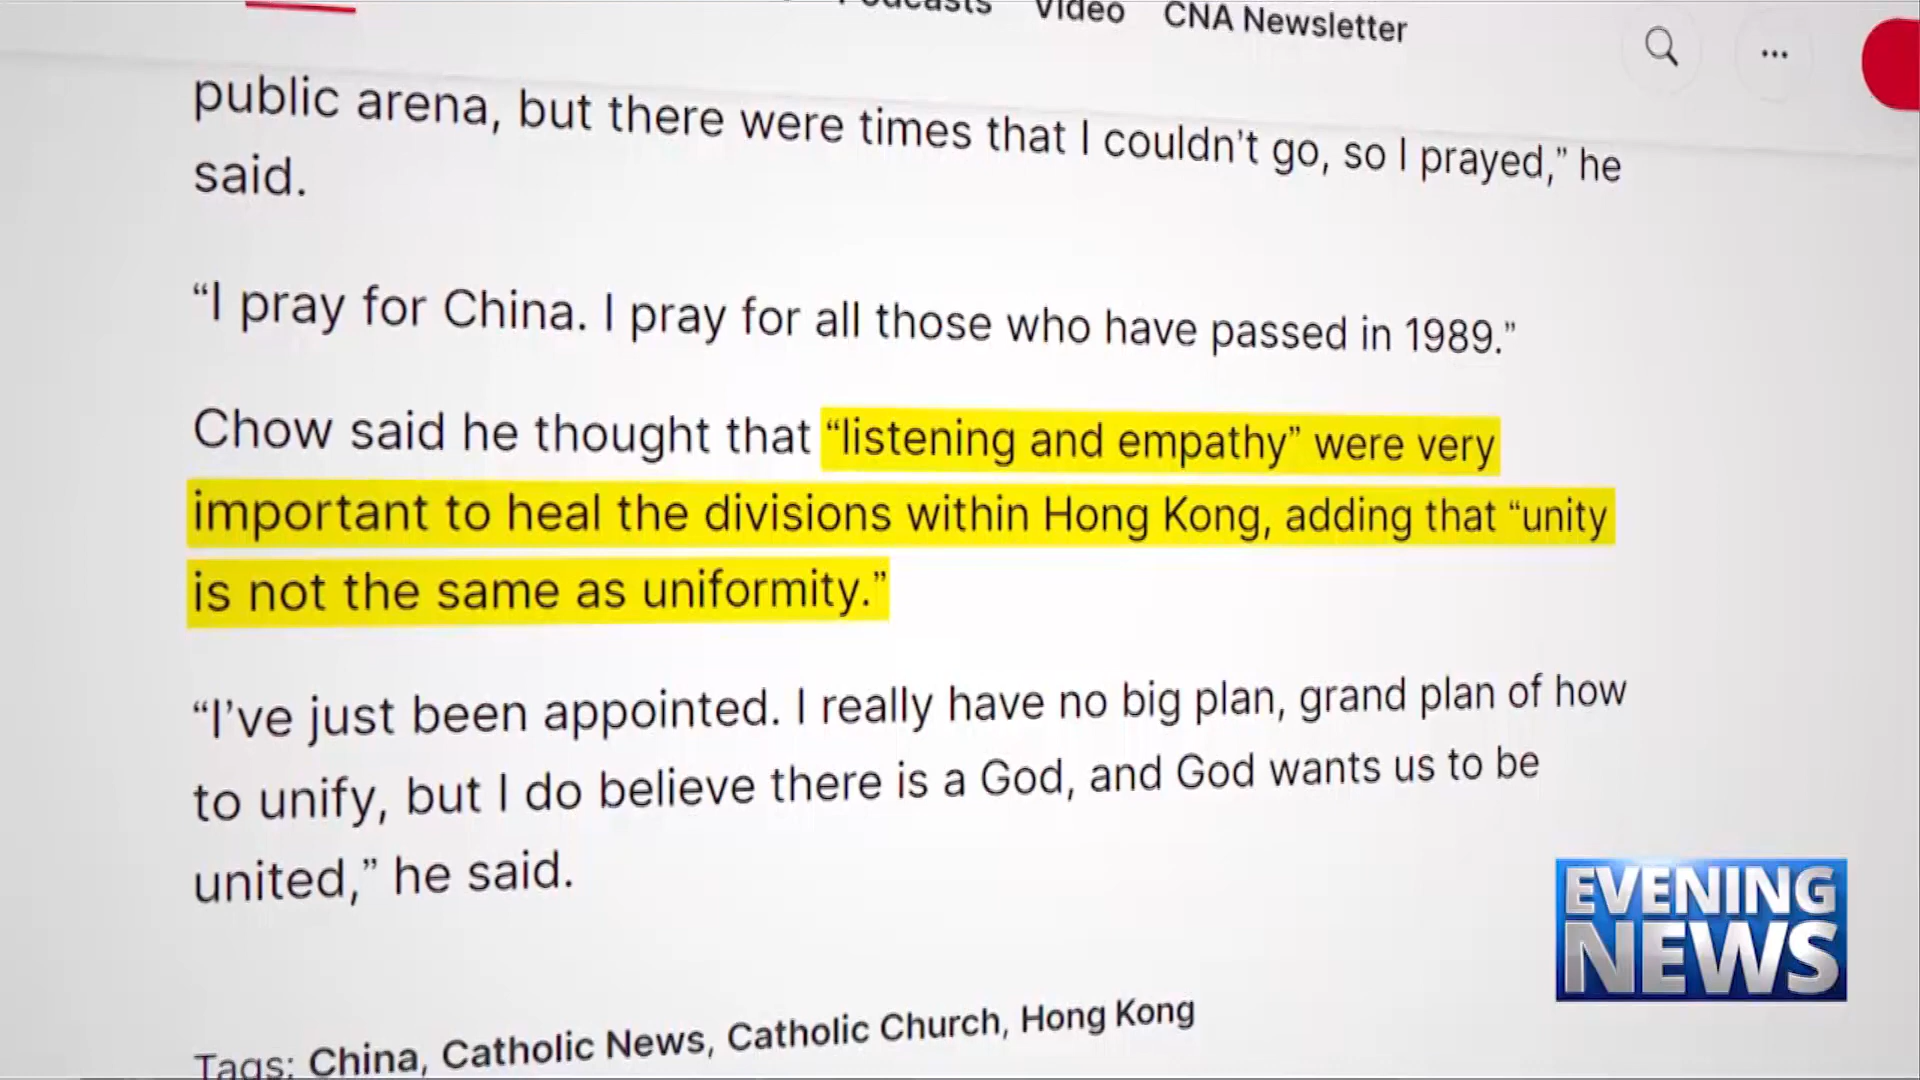 Podcasts Video CNA Newsletter
public arena, but there were times that I couldn’t go, so I prayed,” he
said.
“I pray for China. I pray for all those who have passed in 1989.”
Chow said he thought that “listening and empathy” were very
important to heal the divisions within Hong Kong, adding that “unity
is not the same as uniformity.”
“I’ve just been appointed. I really have no big plan, grand plan of how
to unify, but I do believe there is a God, and God wants us to be
united,” he said.
EVENING
NEWS
Tags: China, Catholic News, Catholic Church, Hong Kong